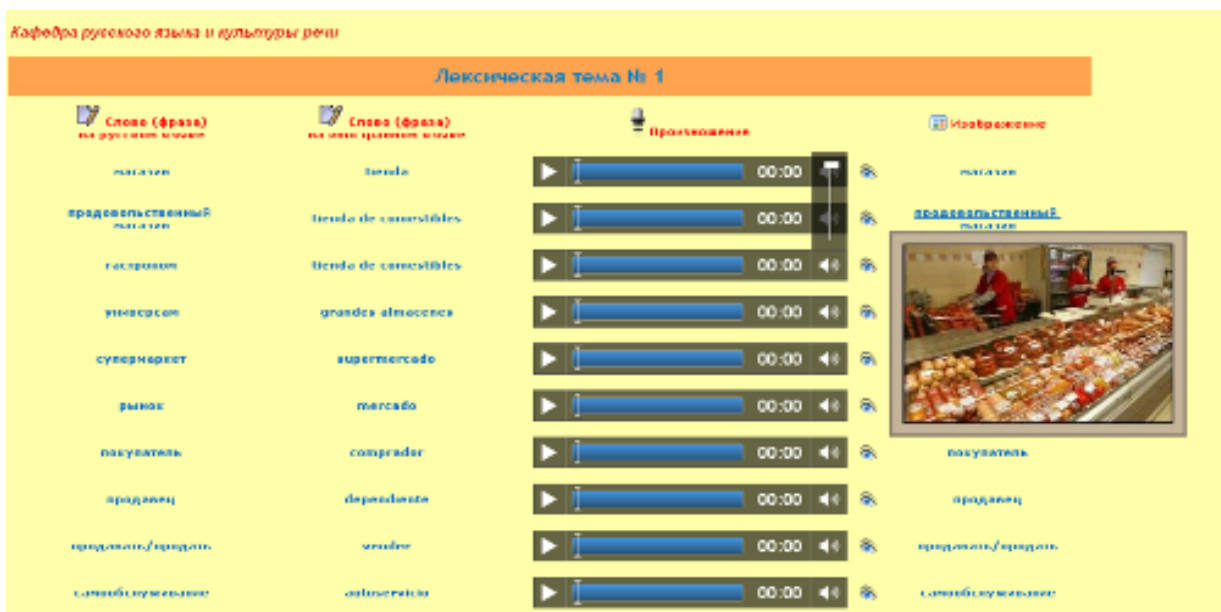 Кафедра русского языка и культуры речи
Лексическая тема № 1
Слово (фраза) Слово (фраза) Произношение Изображение
на русском языке на иностранном языке
магазин tienda 00:00 магазин
продовольственный tienda de comestibles 00:00 продовольственный
магазин магазин
гастроном tienda de comestibles 00:00
универсам grandes almacenes 00:00
супермаркет supermercado 00:00
рынок mercado 00:00
покупатель comprador 00:00 покупатель
продавец dependiente 00:00 продавец
продавать/продать vender 00:00 продавать/продать
самообслуживание autoservicio 00:00 самообслуживание